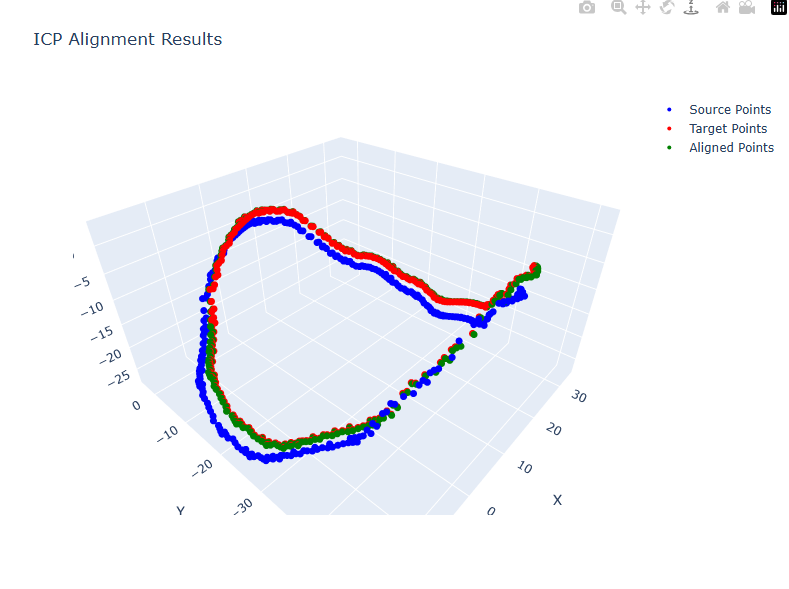 ICP Alignment Results
Source Points
Target Points
Aligned Points
−5
−10
−15
−20
−25
0
−10
−20
−30
Y
30
20
10
0
X